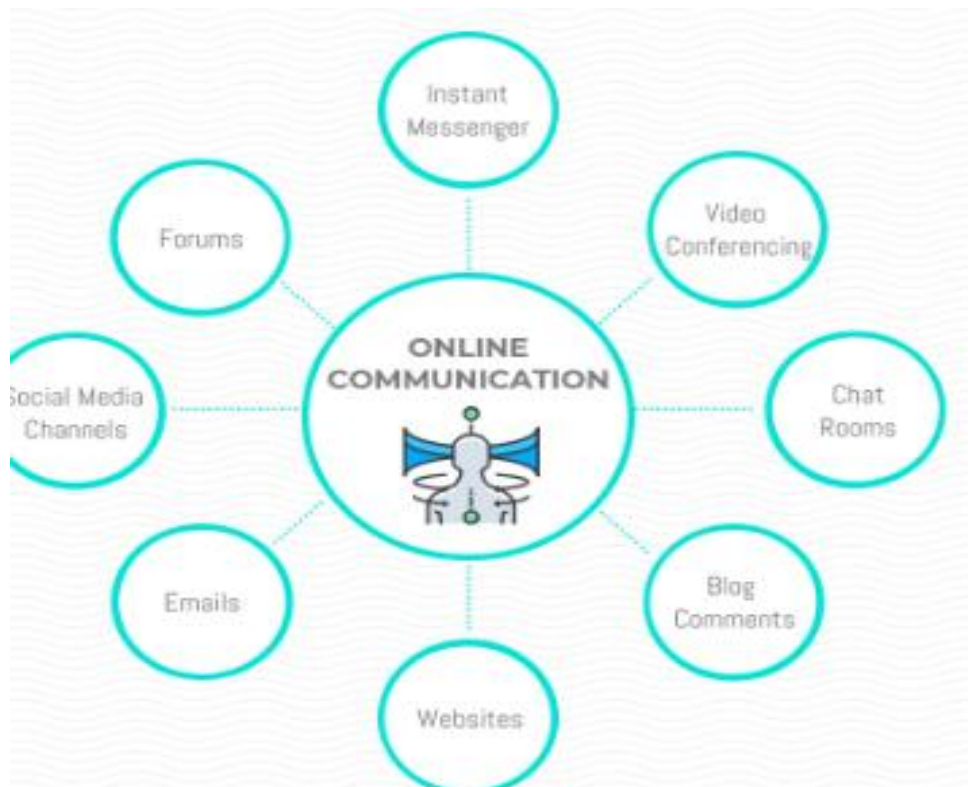 Instant
Messenger
Video
Conferencing
Forums
ONLINE
COMMUNICATION
Social Media
Channels
Chat
Rooms
Emails
Blog
Comments
Websites